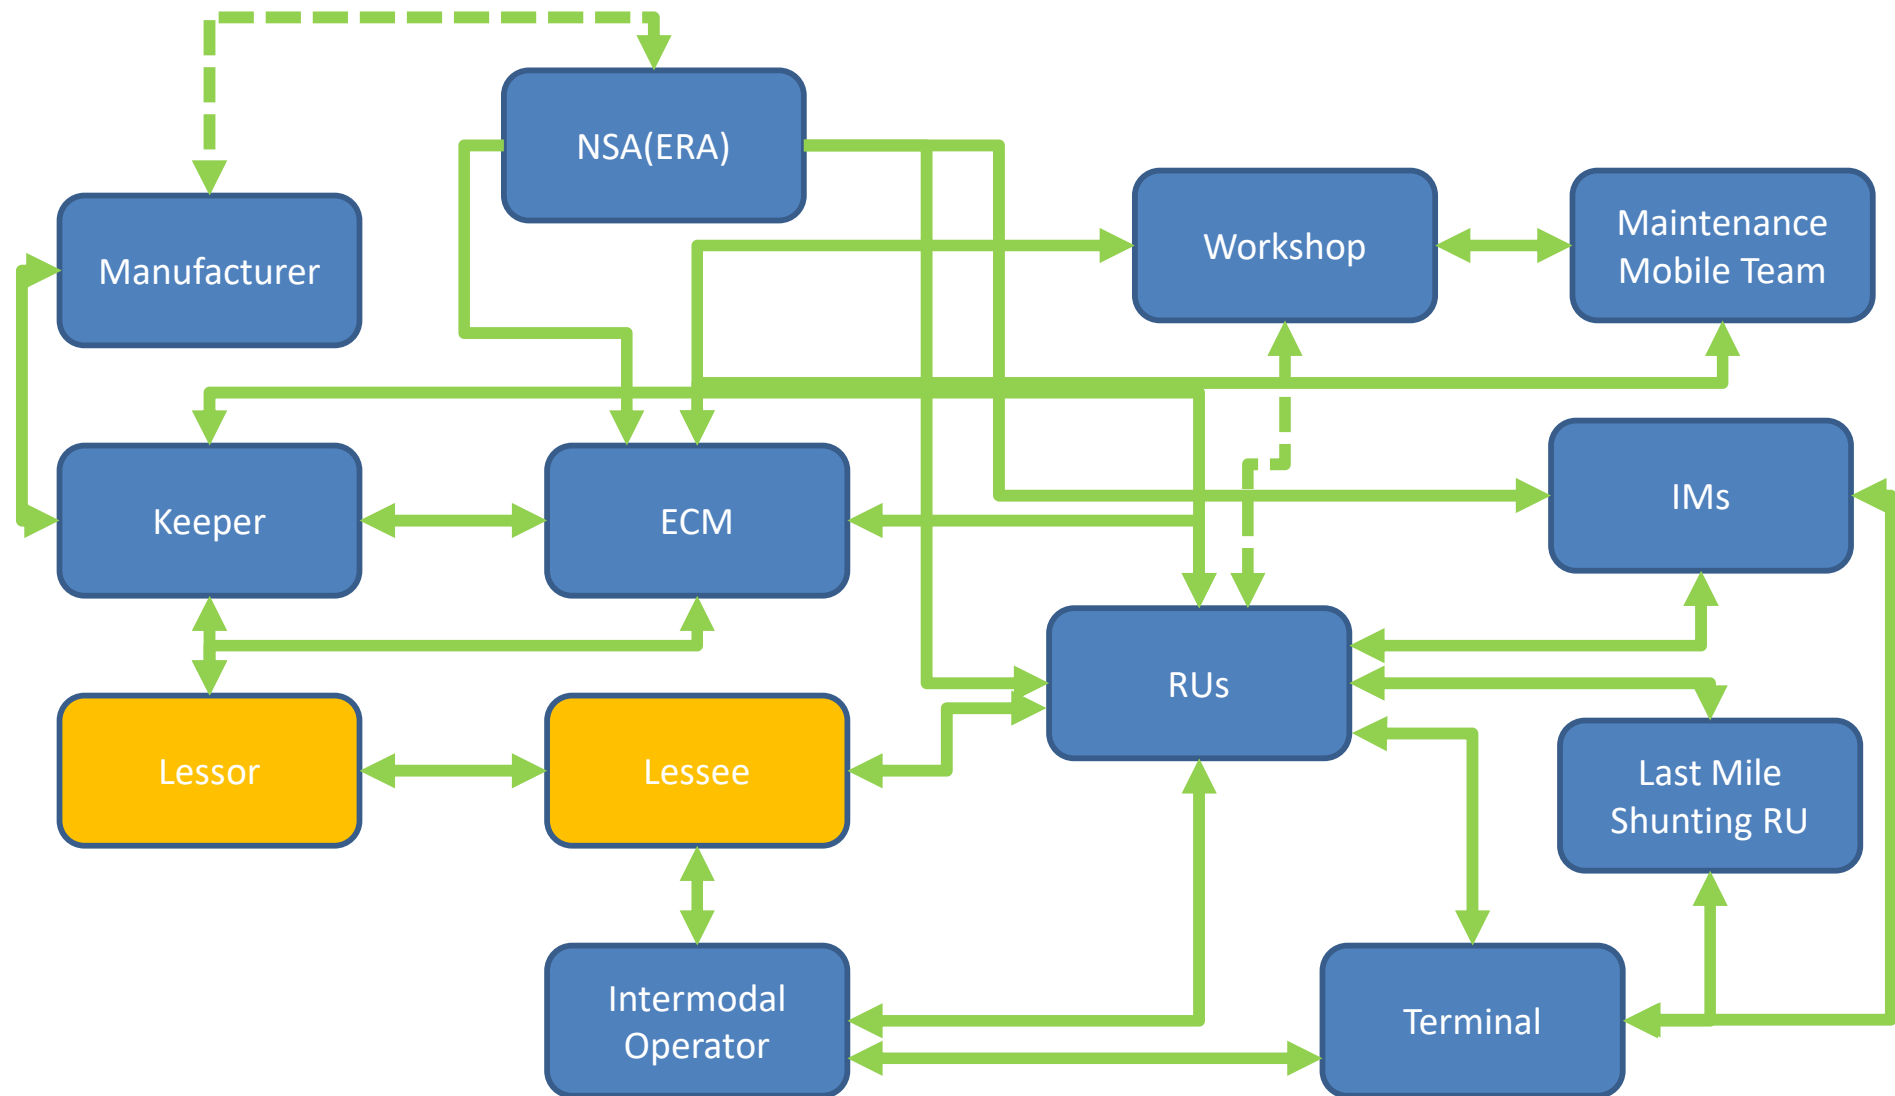 NSA(ERA)
Manufacturer
Workshop
Maintenance
Mobile Team
Keeper
ECM
IMs
RUs
Lessor
Lessee
Last Mile
Shunting RU
Intermodal
Operator
Terminal